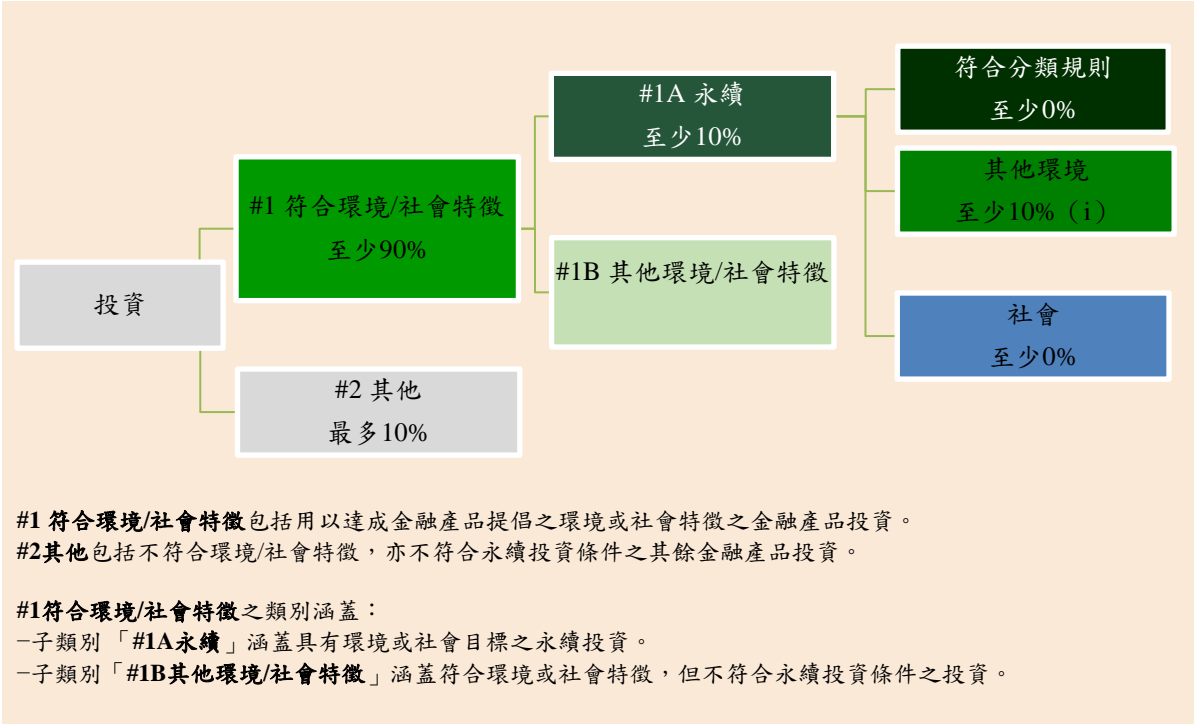 投資
#1 符合環境/社會特徵
至少90%
#2 其他
最多10%
#1A 永續
至少10%
#1B 其他環境/社會特徵
符合分類規則
至少0%
其他環境
至少10%（i）
社會
至少0%
#1 符合環境/社會特徵包括用以達成金融產品提倡之環境或社會特徵之金融產品投資。
#2其他包括不符合環境/社會特徵，亦不符合永續投資條件之其餘金融產品投資。
#1符合環境/社會特徵之類別涵蓋：
−子類別「#1A永續」涵蓋具有環境或社會目標之永續投資。
−子類別「#1B其他環境/社會特徵」涵蓋符合環境或社會特徵，但不符合永續投資條件之投資。